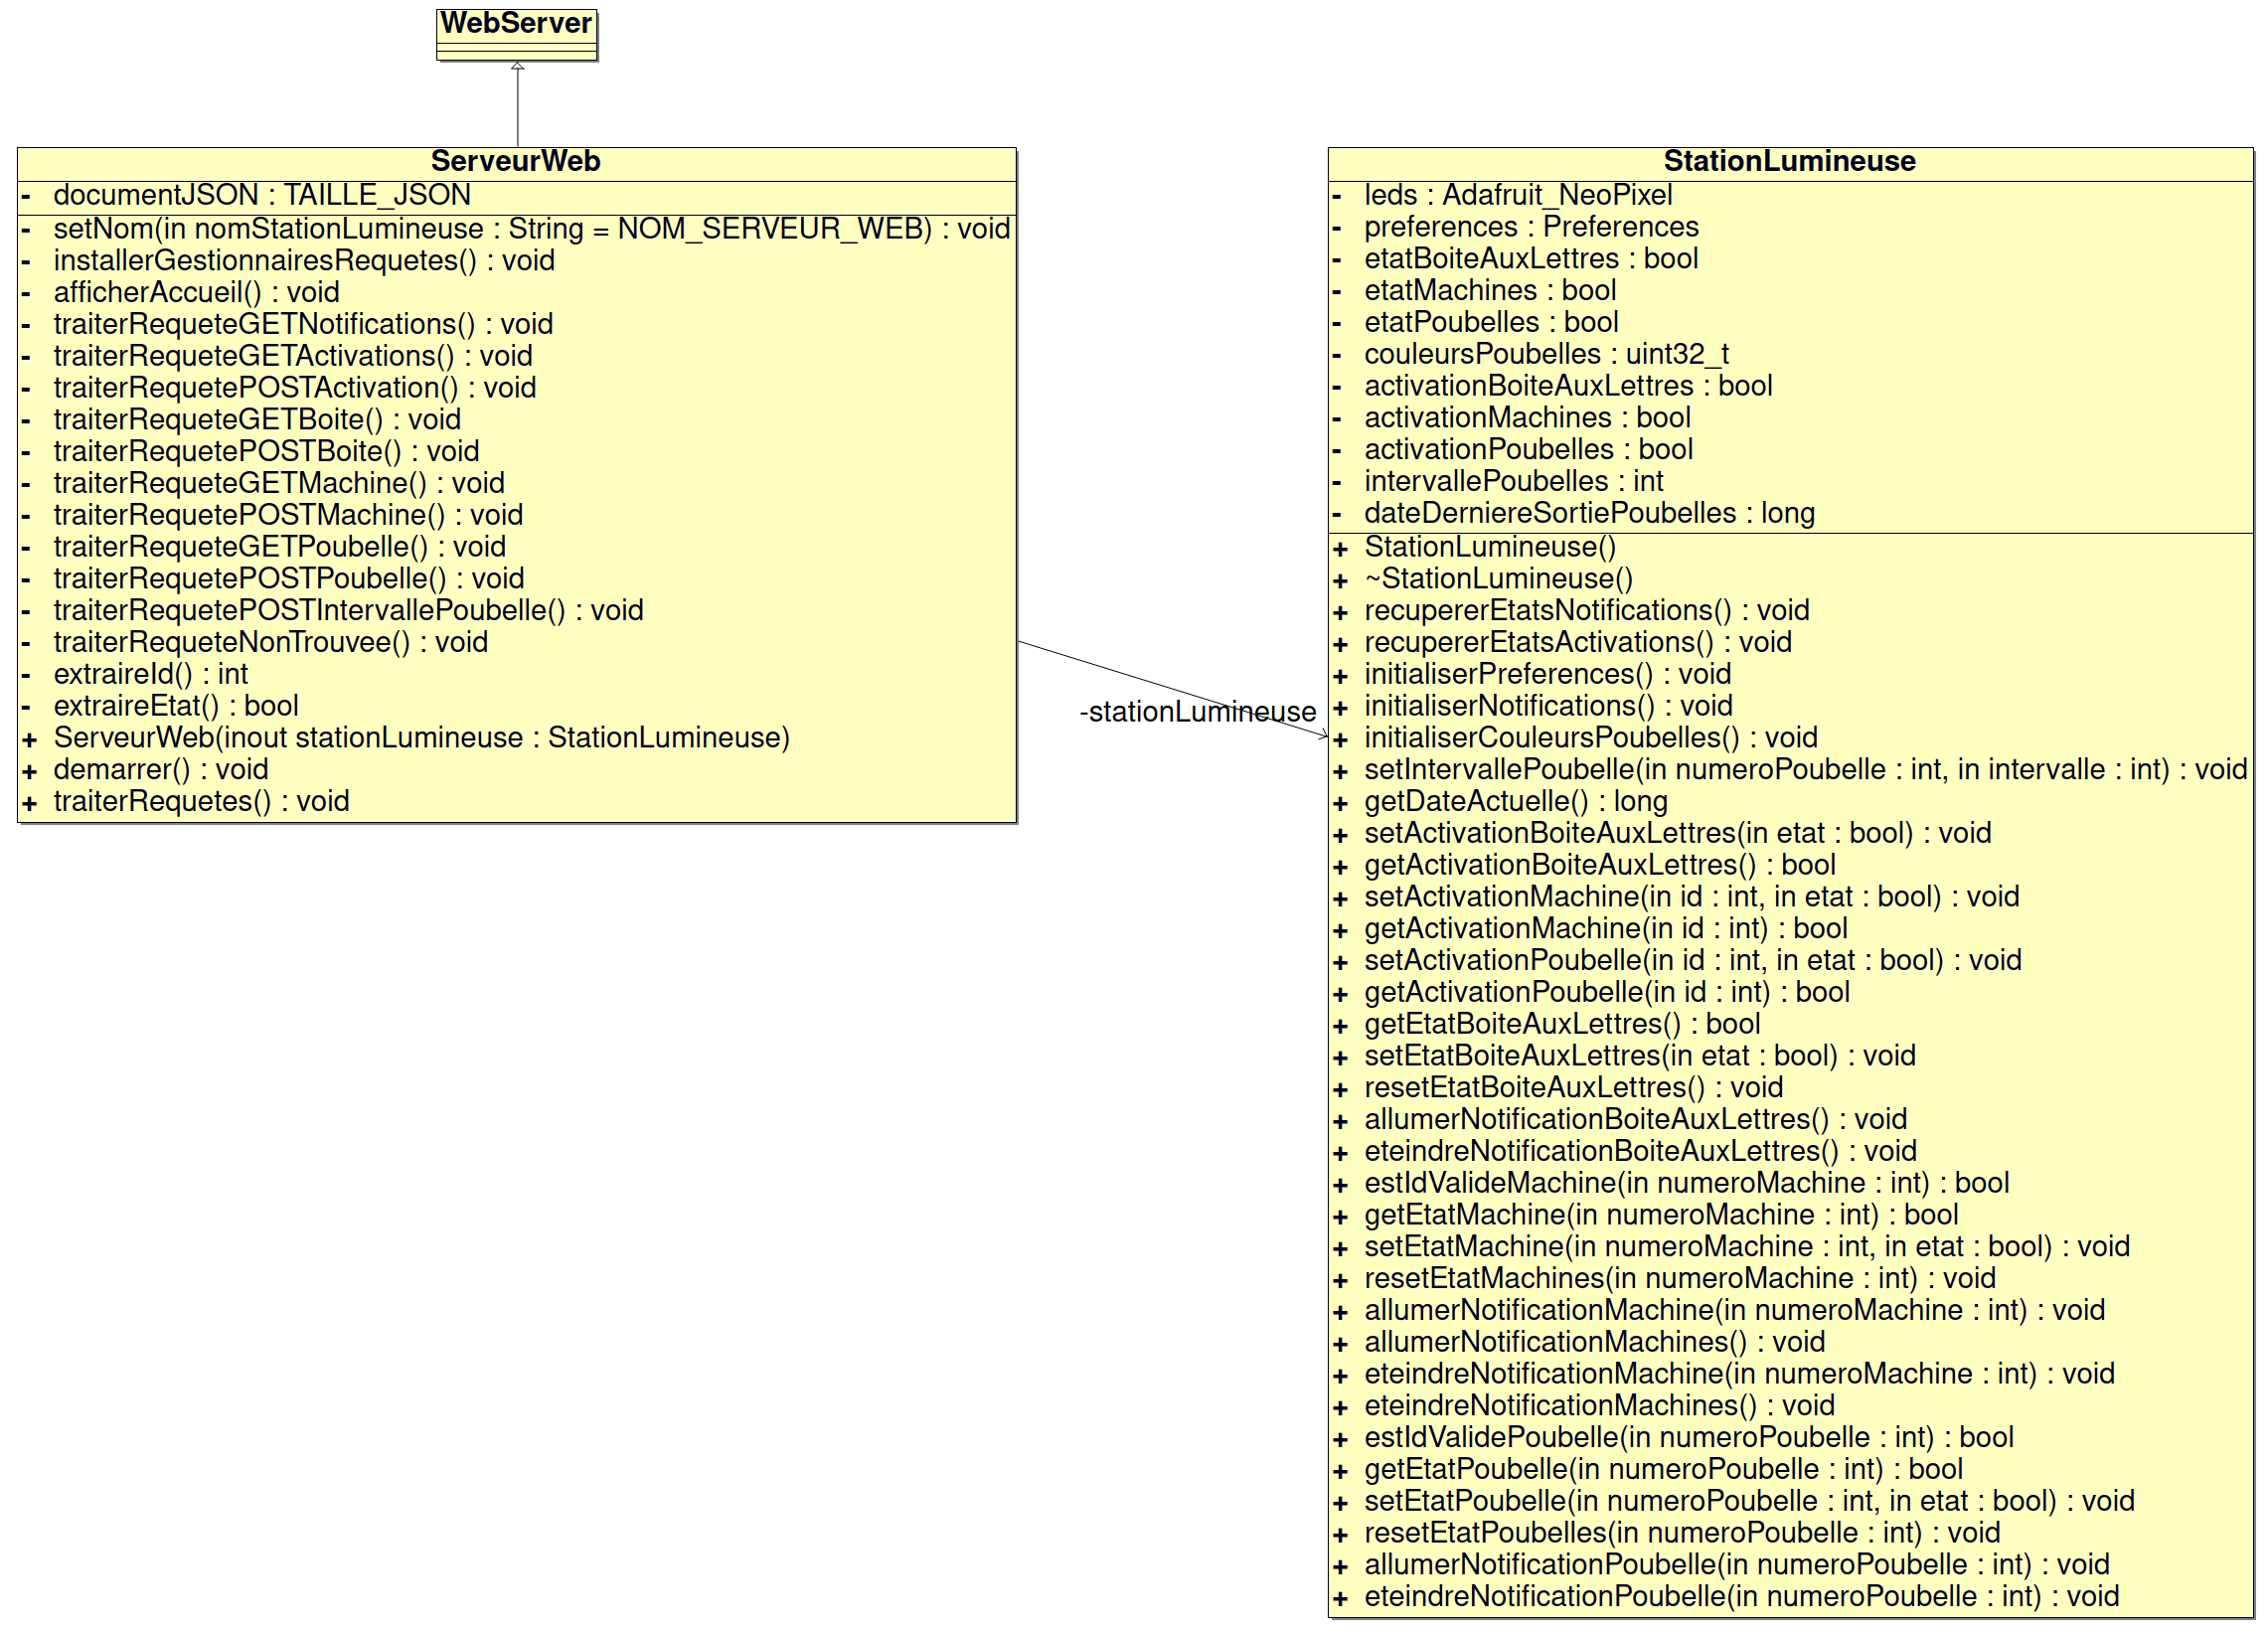 WebServer
ServeurWeb
- documentJSON : TAILLE_JSON
- setNom(in nomStationLumineuse : String = NOM_SERVEUR_WEB) : void
- installerGestionnairesRequetes() : void
- afficherAccueil() : void
- traiterRequeteGETNotifications() : void
- traiterRequeteGETActivations() : void
- traiterRequetePOSTActivation() : void
- traiterRequeteGETBoite() : void
- traiterRequetePOSTBoite() : void
- traiterRequeteGETMachine() : void
- traiterRequetePOSTMachine() : void
- traiterRequeteGETPoubelle() : void
- traiterRequetePOSTPoubelle() : void
- traiterRequetePOSTIntervallePoubelle() : void
- traiterRequeteNonTrouvee() : void
- extraireId() : int
- extraireEtat() : bool
+ ServeurWeb(inout stationLumineuse : StationLumineuse)
+ demarrer() : void
+ traiterRequetes() : void
-stationLumineuse
StationLumineuse
- leds : Adafruit_NeoPixel
- preferences : Preferences
- etatBoiteAuxLettres : bool
- etatMachines : bool
- etatPoubelles : bool
- couleursPoubelles : uint32_t
- activationBoiteAuxLettres : bool
- activationMachines : bool
- activationPoubelles : bool
- intervallePoubelles : int
- dateDerniereSortiePoubelles : long
+ StationLumineuse()
+ ~StationLumineuse()
+ recupererEtatsNotifications() : void
+ recupererEtatsActivations() : void
+ initialiserPreferences() : void
+ initialiserNotifications() : void
+ initialiserCouleursPoubelles() : void
+ setIntervallePoubelle(in numeroPoubelle : int, in intervalle : int) : void
+ getDateActuelle() : long
+ setActivationBoiteAuxLettres(in etat : bool) : void
+ getActivationBoiteAuxLettres() : bool
+ setActivationMachine(in id : int, in etat : bool) : void
+ getActivationMachine(in id : int) : bool
+ setActivationPoubelle(in id : int, in etat : bool) : void
+ getActivationPoubelle(in id : int) : bool
+ getEtatBoiteAuxLettres() : bool
+ setEtatBoiteAuxLettres(in etat : bool) : void
+ resetEtatBoiteAuxLettres() : void
+ allumerNotificationBoiteAuxLettres() : void
+ eteindreNotificationBoiteAuxLettres() : void
+ estIdValideMachine(in numeroMachine : int) : bool
+ getEtatMachine(in numeroMachine : int) : bool
+ setEtatMachine(in numeroMachine : int, in etat : bool) : void
+ resetEtatMachines(in numeroMachine : int) : void
+ allumerNotificationMachine(in numeroMachine : int) : void
+ allumerNotificationMachines() : void
+ eteindreNotificationMachine(in numeroMachine : int) : void
+ eteindreNotificationMachines() : void
+ estIdValidePoubelle(in numeroPoubelle : int) : bool
+ getEtatPoubelle(in numeroPoubelle : int) : bool
+ setEtatPoubelle(in numeroPoubelle : int, in etat : bool) : void
+ resetEtatPoubelles(in numeroPoubelle : int) : void
+ allumerNotificationPoubelle(in numeroPoubelle : int) : void
+ eteindreNotificationPoubelle(in numeroPoubelle : int) : void